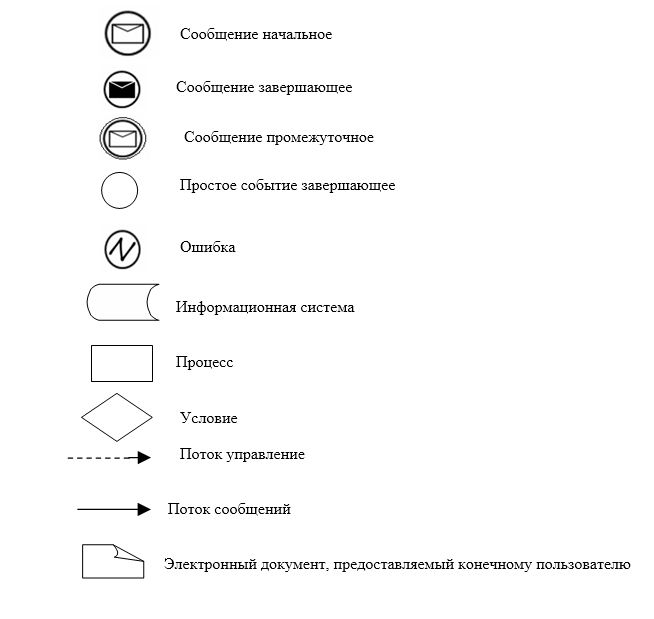 Сообщение начальное
Сообщение завершающее
Сообщение промежуточное
Простое событие завершающее
Ошибка
Информационная система
Процесс
Условие
Поток управление
Поток сообщений
Электронный документ, предоставляемый конечному пользователю